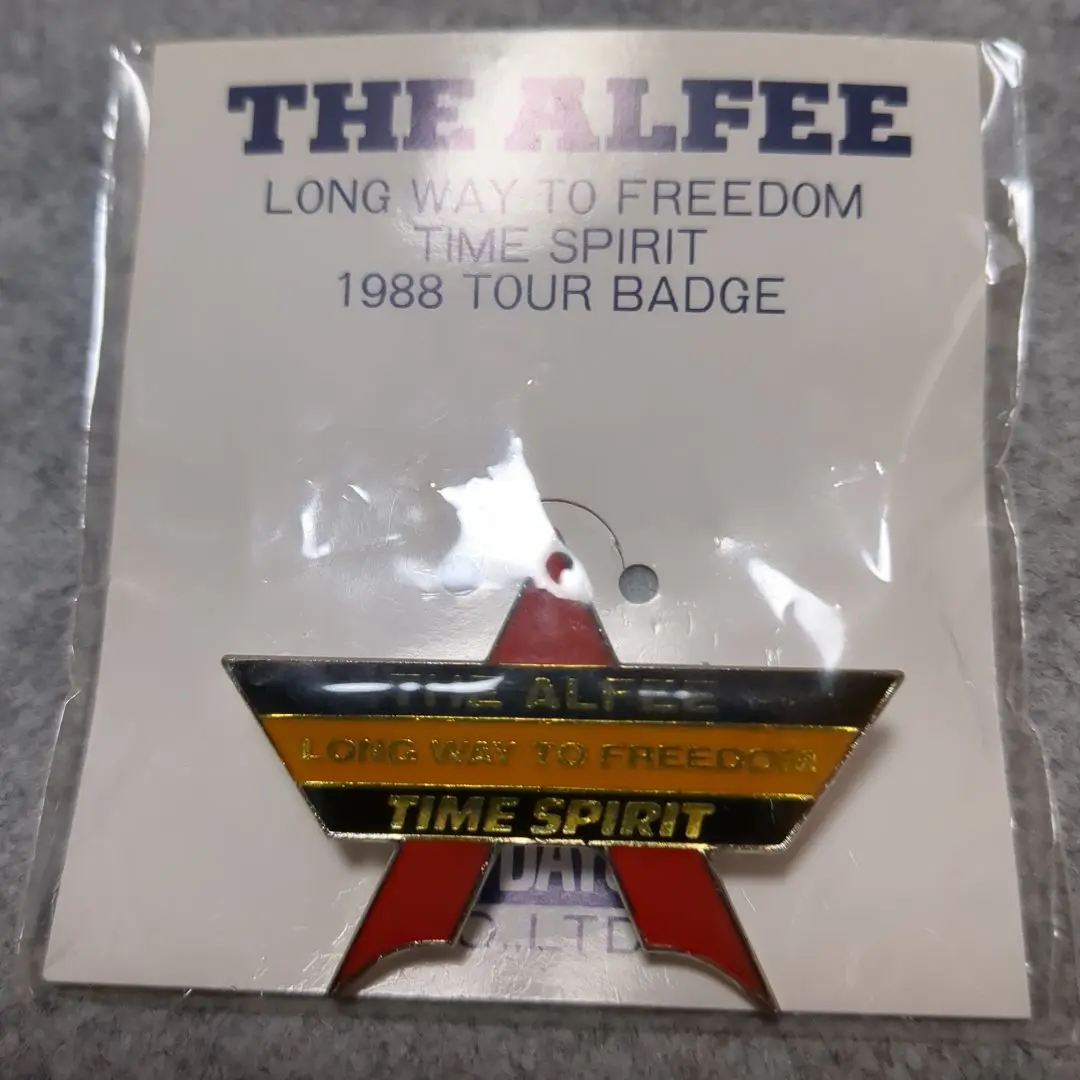 THE ALFEE
LONG WAY TO FREEDOM
TIME SPIRIT
1988 TOUR BADGE
THE ALFEE
LONG WAY TO FREEDOM
TIME SPIRIT
LTD